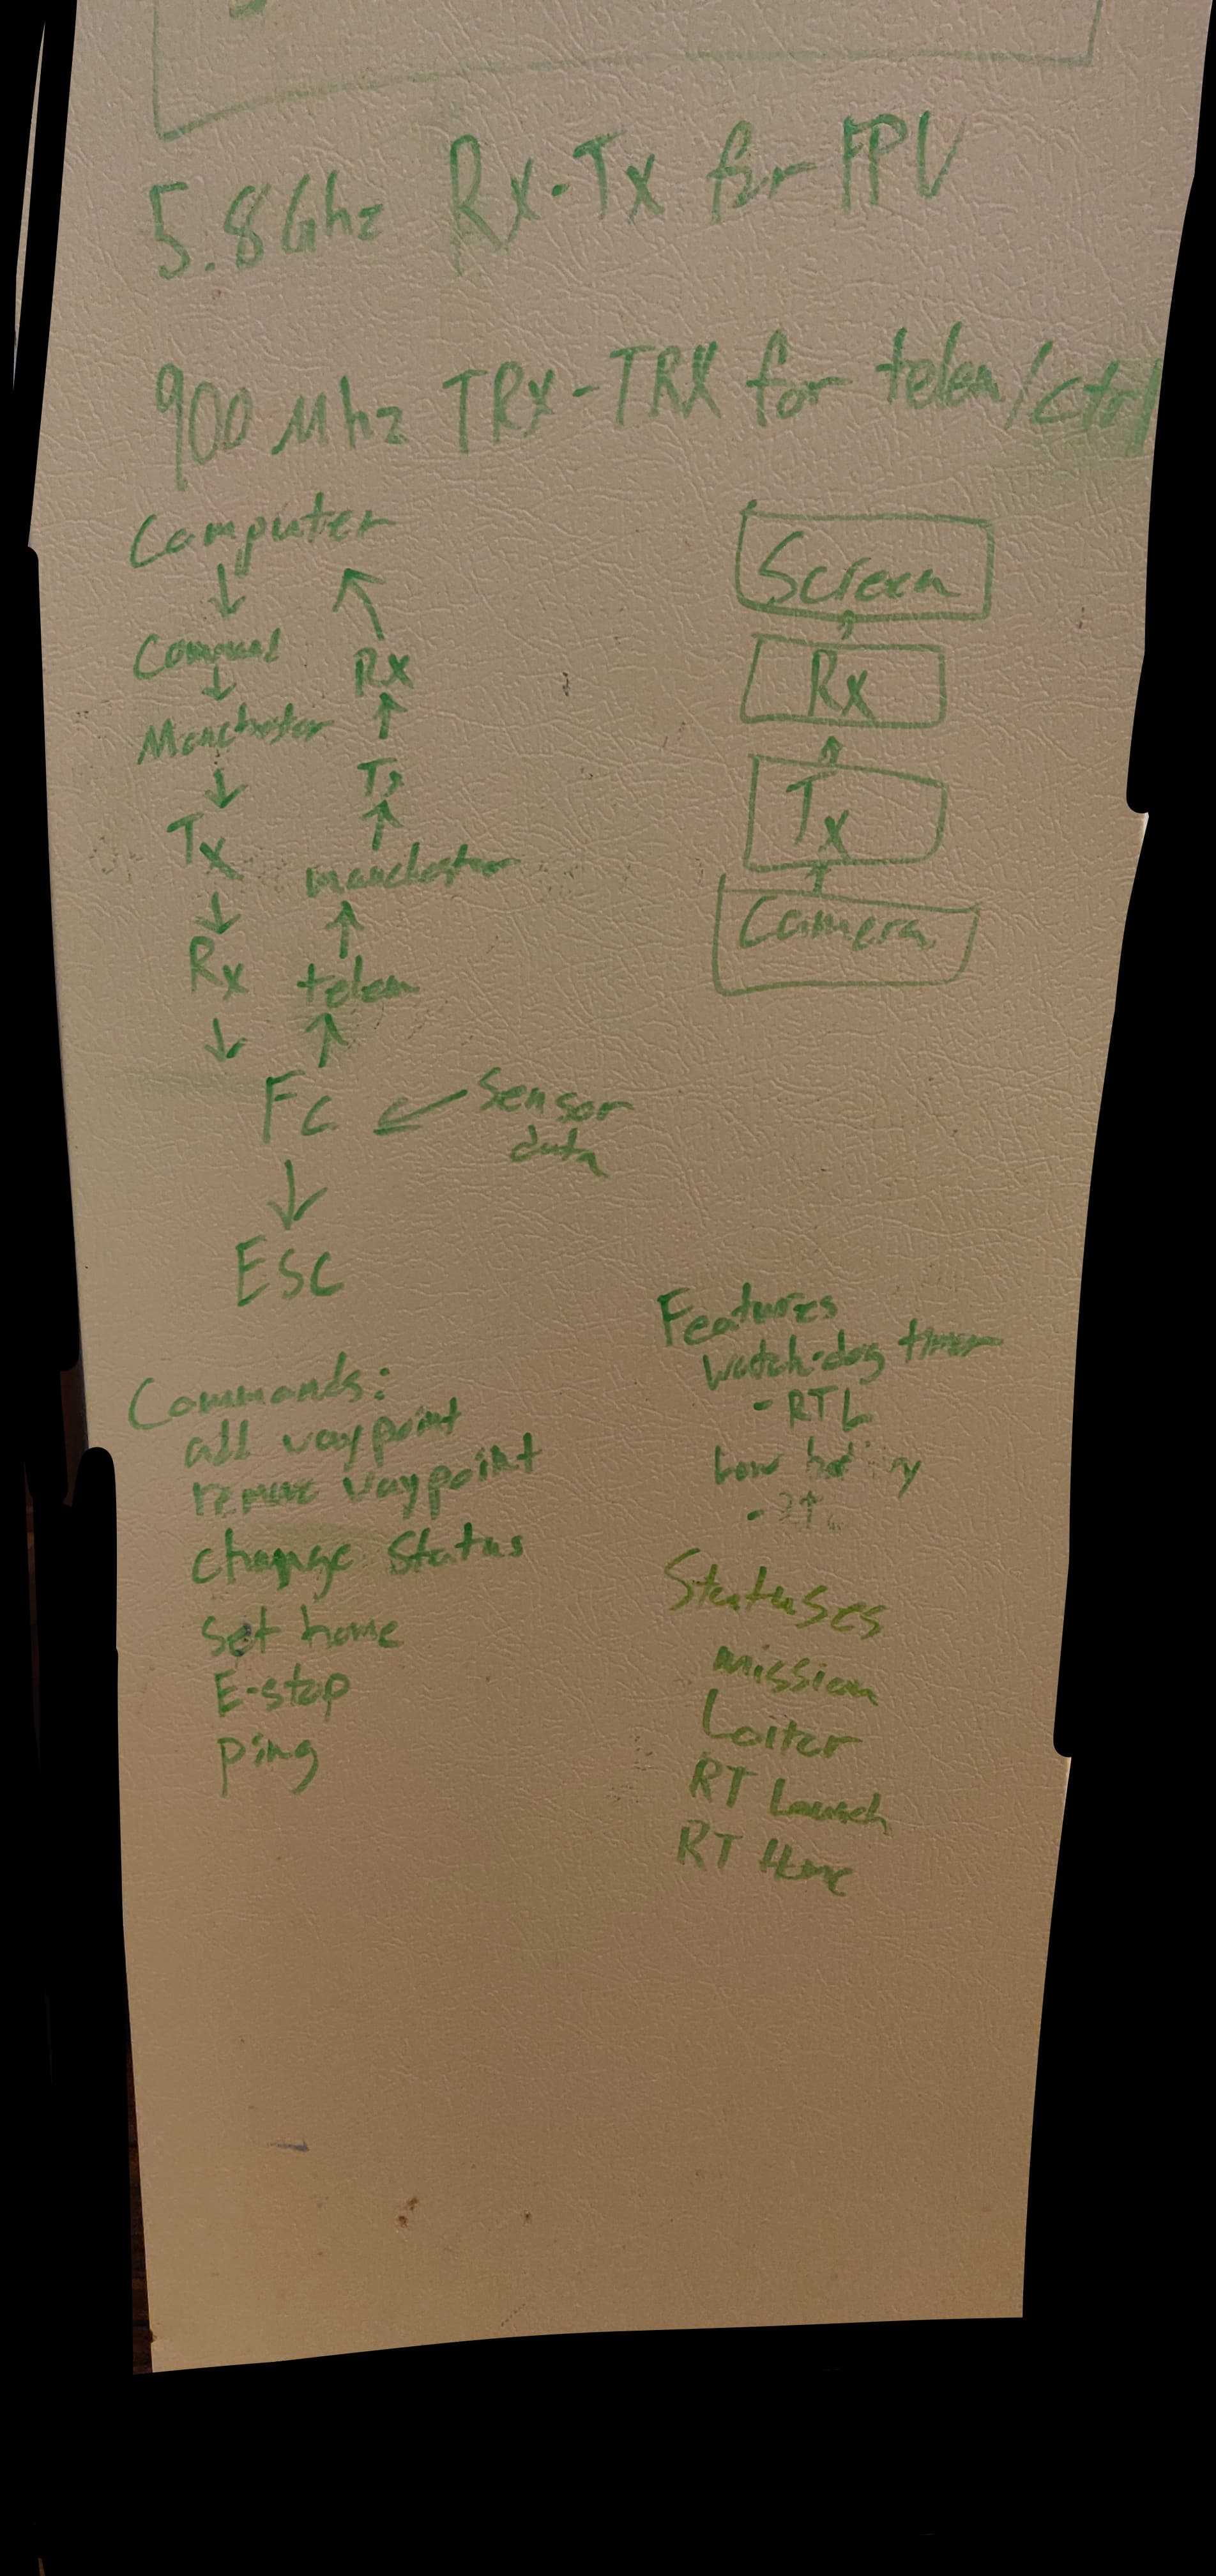 5.8Ghz Rx-Tx for FPV
900 Mhz TRx-TRX for telem/ctrl
Computer
Command
Manchester
Tx
Rx
Rx
Tx
manchester
telem
FC
Sensor
data
ESC
Screen
Rx
Tx
Camera
Commands:
add waypoint
remove waypoint
change Status
Set home
E-stop
ping
Features
watch-dog timer
- RTL
Low battery
Statuses
mission
Loiter
RT Launch
RT Home